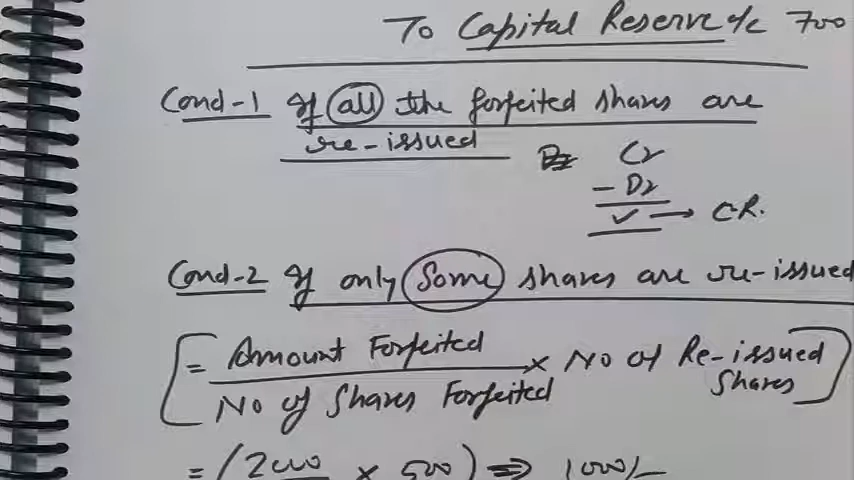 To Capital Reserve a/c 700
Cond-1 If all the forfeited shares are
re-issued
Cr
- Dr
✓ → C.R.
Cond-2 If only Some shares are re-issued
= Amount Forfeited / No of Shares Forfeited × No of Re-issued Shares
= (2000 × 500) ⇒ 1000/-